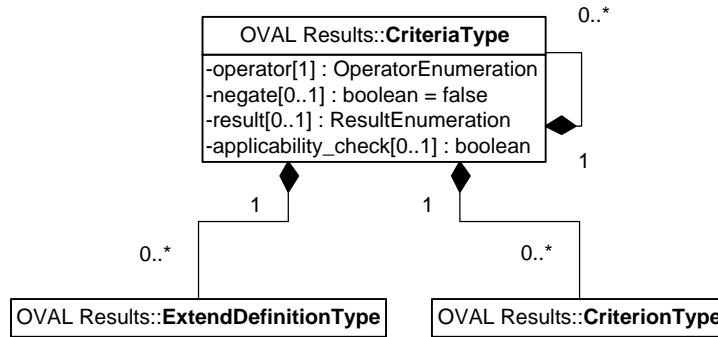 0..*
OVAL Results::CriteriaType
-operator[1] : OperatorEnumeration
-negate[0..1] : boolean = false
-result[0..1] : ResultEnumeration
-applicability_check[0..1] : boolean
1
1
1
0..*
0..*
OVAL Results::ExtendDefinitionType
OVAL Results::CriterionType